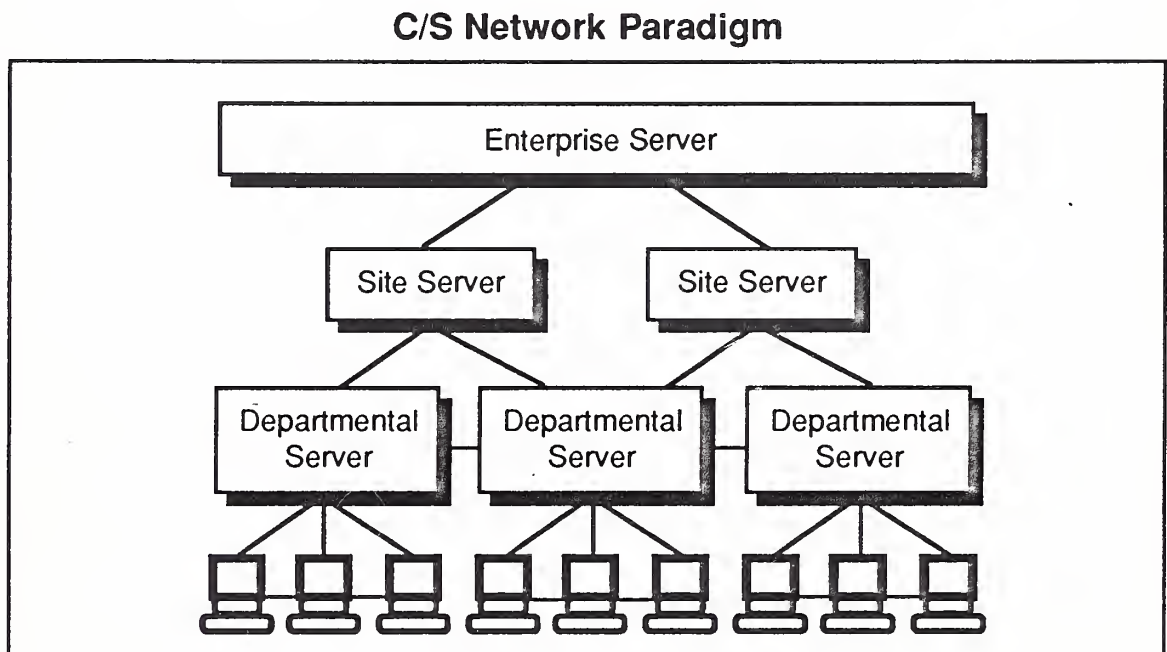 C/S Network Paradigm
Enterprise Server
Site Server
Site Server
Departmental
Server
Departmental
Server
Departmental
Server